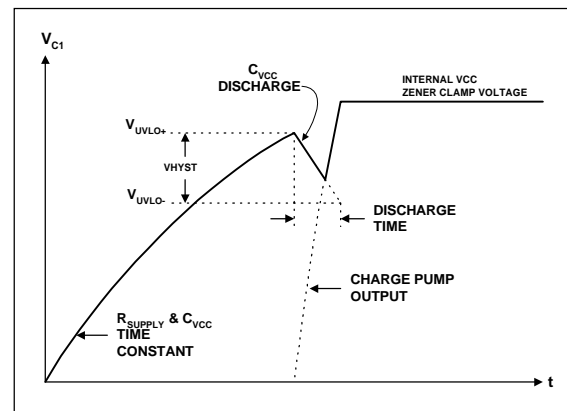 VC1
CVCC
DISCHARGE
INTERNAL VCC
ZENER CLAMP VOLTAGE
VUVLO+
VHYST
VUVLO-
DISCHARGE
TIME
CHARGE PUMP
OUTPUT
RSUPPLY & CVCC
TIME
CONSTANT
t